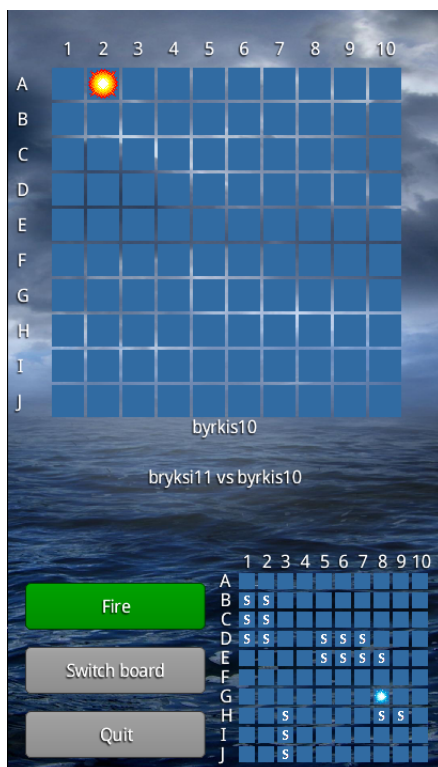 1 2 3 4 5 6 7 8 9 10
A
B
C
D
E
F
G
H
I
J
byrkis10
bryksi11 vs byrkis10
1 2 3 4 5 6 7 8 9 10
A
Fire
B S S
C S S
D S S S S S
Switch board
E S S S S
F
G
H S S S
Quit
I S
J S